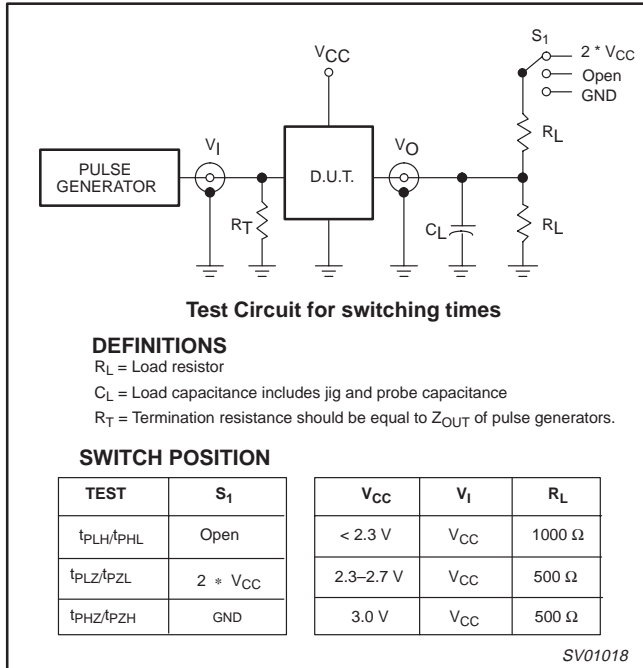 S1
2 * VCC
VCC
Open
GND
VI
VO
RL
PULSE
GENERATOR
D.U.T.
RT
CL
RL
Test Circuit for switching times
DEFINITIONS
RL = Load resistor
CL = Load capacitance includes jig and probe capacitance
RT = Termination resistance should be equal to ZOUT of pulse generators.
SWITCH POSITION
TEST S1
tPLH/tPHL Open
tPLZ/tPZL 2 * VCC
tPHZ/tPZH GND
VCC VI RL
< 2.3 V VCC 1000 Ω
2.3–2.7 V VCC 500 Ω
3.0 V VCC 500 Ω
SV01018